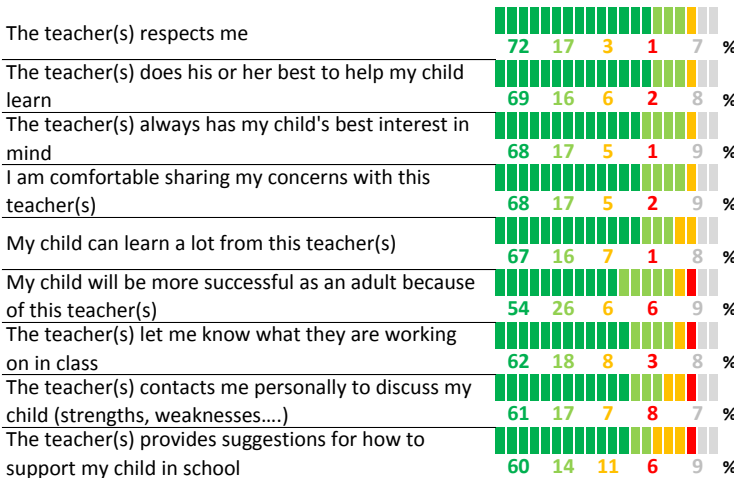 The teacher(s) respects me
72 17 3 1 7 %
The teacher(s) does his or her best to help my child
learn
69 16 6 2 8 %
The teacher(s) always has my child's best interest in
mind
68 17 5 1 9 %
I am comfortable sharing my concerns with this
teacher(s)
68 17 5 2 9 %
My child can learn a lot from this teacher(s)
67 16 7 1 8 %
My child will be more successful as an adult because
of this teacher(s)
54 26 6 6 9 %
The teacher(s) let me know what they are working
on in class
62 18 8 3 8 %
The teacher(s) contacts me personally to discuss my
child (strengths, weaknesses....)
61 17 7 8 7 %
The teacher(s) provides suggestions for how to
support my child in school
60 14 11 6 9 %